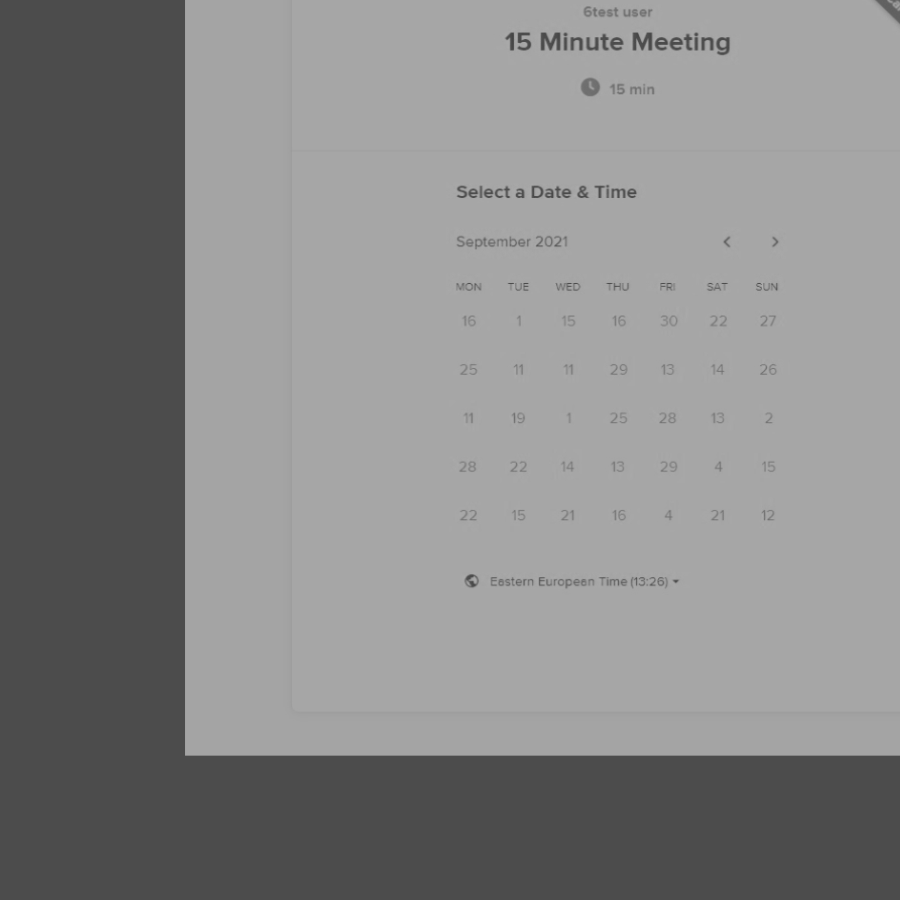 6test user
15 Minute Meeting
15 min
Select a Date & Time
September 2021
MON TUE WED THU FRI SAT SUN
16 1 15 16 30 22 27
25 11 11 29 13 14 26
11 19 1 25 28 13 2
28 22 14 13 29 4 15
22 15 21 16 4 21 12
Eastern European Time (13:26)